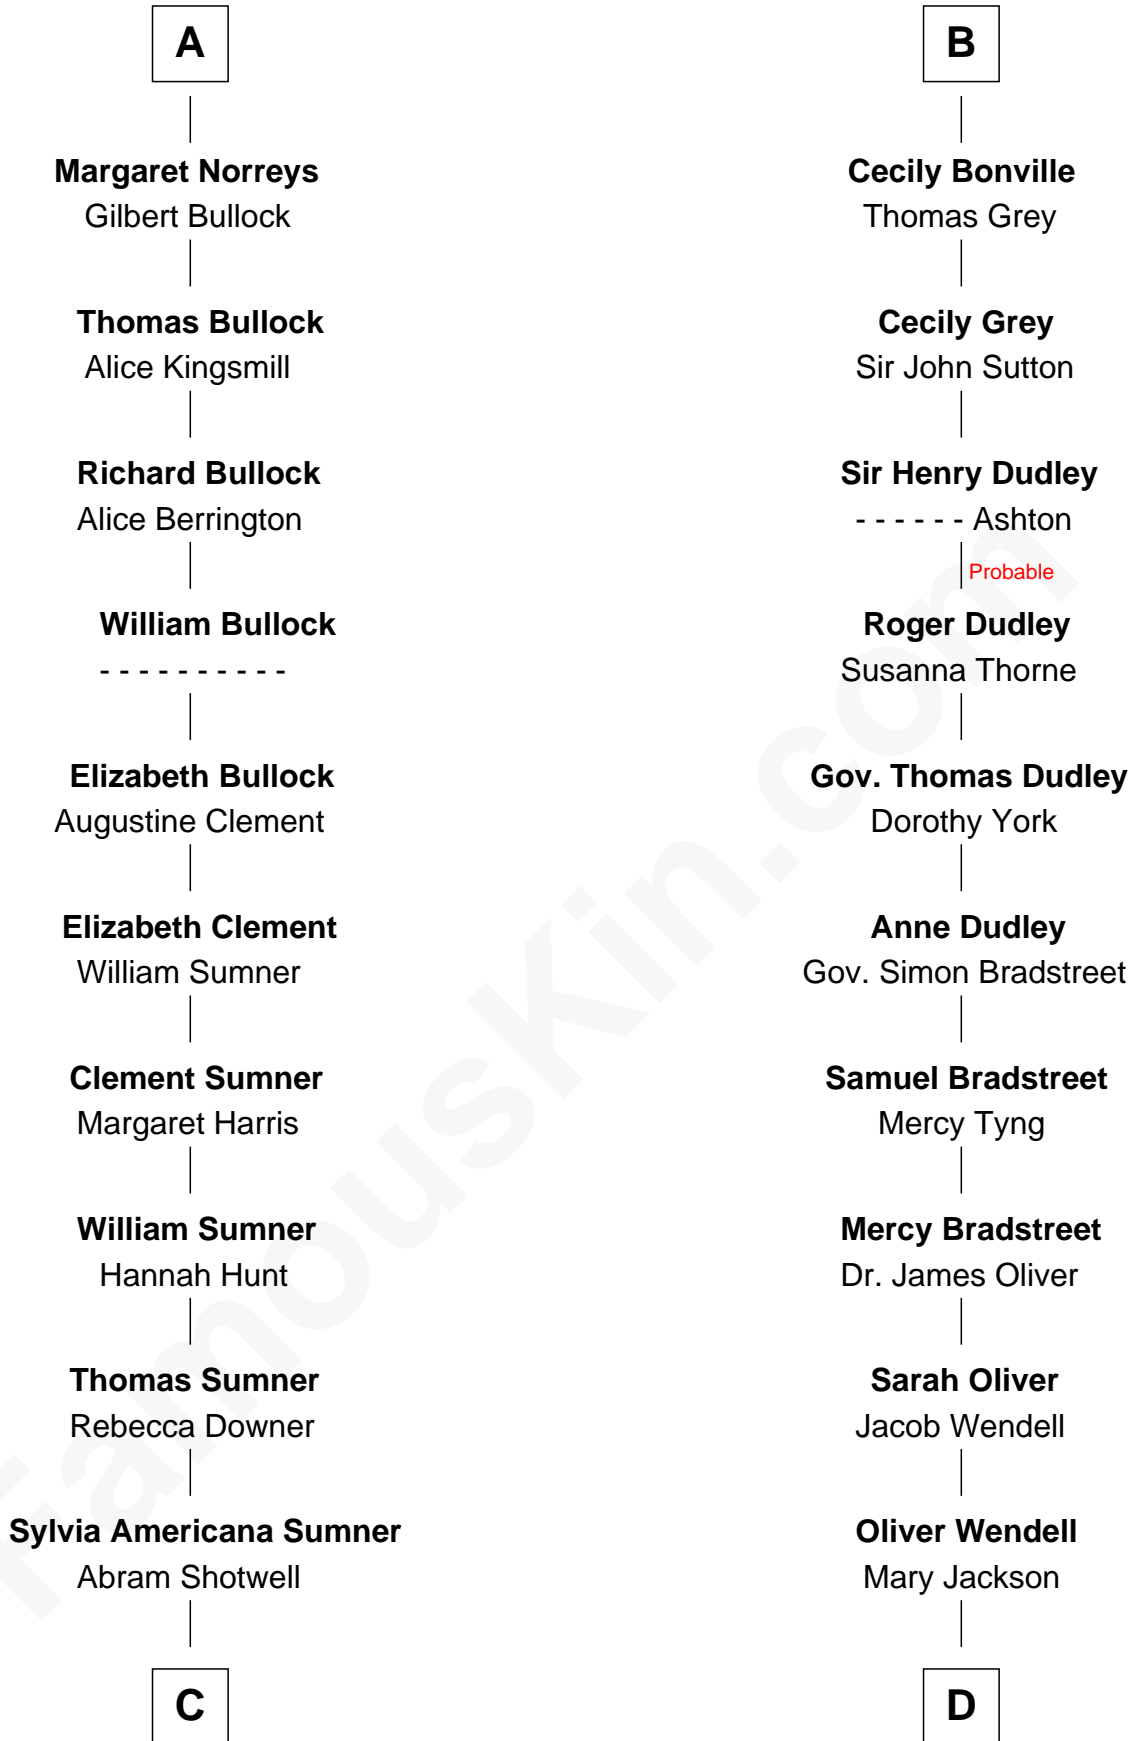 A
Margaret Norreys
Gilbert Bullock
Thomas Bullock
Alice Kingsmill
Richard Bullock
Alice Berrington
William Bullock
- - - - - - - - - -
Elizabeth Bullock
Augustine Clement
Elizabeth Clement
William Sumner
Clement Sumner
Margaret Harris
William Sumner
Hannah Hunt
Thomas Sumner
Rebecca Downer
Sylvia Americana Sumner
Abram Shotwell
C
B
Cecily Bonville
Thomas Grey
Cecily Grey
Sir John Sutton
Sir Henry Dudley
- - - - - - Ashton
Probable
Roger Dudley
Susanna Thorne
Gov. Thomas Dudley
Dorothy York
Anne Dudley
Gov. Simon Bradstreet
Samuel Bradstreet
Mercy Tyng
Mercy Bradstreet
Dr. James Oliver
Sarah Oliver
Jacob Wendell
Oliver Wendell
Mary Jackson
D
FamousKin.com